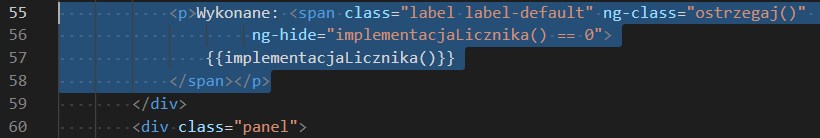 55 <p>Wykonane: <span class="label label-default" ng-class="ostrzegaj()"
56 ng-hide="implementacjaLicznika() == 0">
57 {{implementacjaLicznika()}}
58 </span></p>
59 </div>
60 <div class="panel">